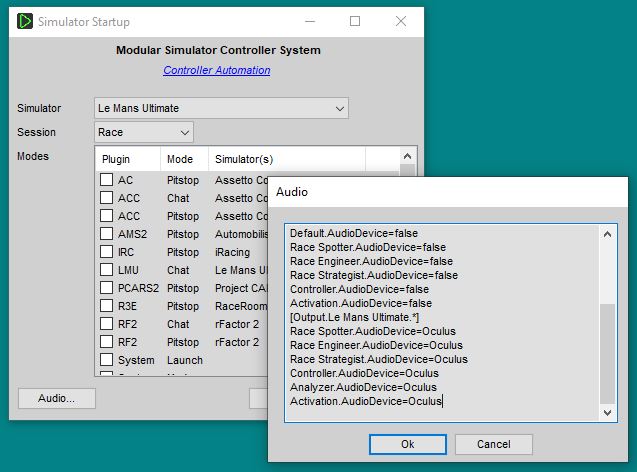 Simulator Startup
Modular Simulator Controller System
Controller Automation
Simulator Le Mans Ultimate
Session Race
Modes Plugin Mode Simulator(s)
AC Pitstop Assetto Co
ACC Chat Assetto Co
ACC Pitstop Assetto Co
AMS2 Pitstop Automobilis
IRC Pitstop iRacing
LMU Chat Le Mans Ul
PCARS2 Pitstop Project CA
R3E Pitstop RaceRoom
RF2 Chat rFactor 2
RF2 Pitstop rFactor 2
System Launch
Audio...
Audio
Default.AudioDevice=false
Race Spotter.AudioDevice=false
Race Engineer.AudioDevice=false
Race Strategist.AudioDevice=false
Controller.AudioDevice=false
Activation.AudioDevice=false
[Output.Le Mans Ultimate.*]
Race Spotter.AudioDevice=Oculus
Race Engineer.AudioDevice=Oculus
Race Strategist.AudioDevice=Oculus
Controller.AudioDevice=Oculus
Analyzer.AudioDevice=Oculus
Activation.AudioDevice=Oculus
Ok Cancel